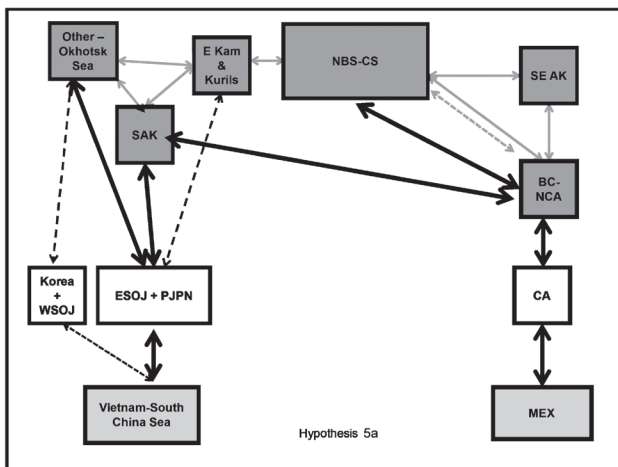 Other –
Okhotsk
Sea
E Kam
&
Kurils
NBS-CS
SE AK
SAK
BC-
NCA
Korea
+
WSOJ
ESOJ + PJPN
CA
Vietnam-South
China Sea
MEX
Hypothesis 5a